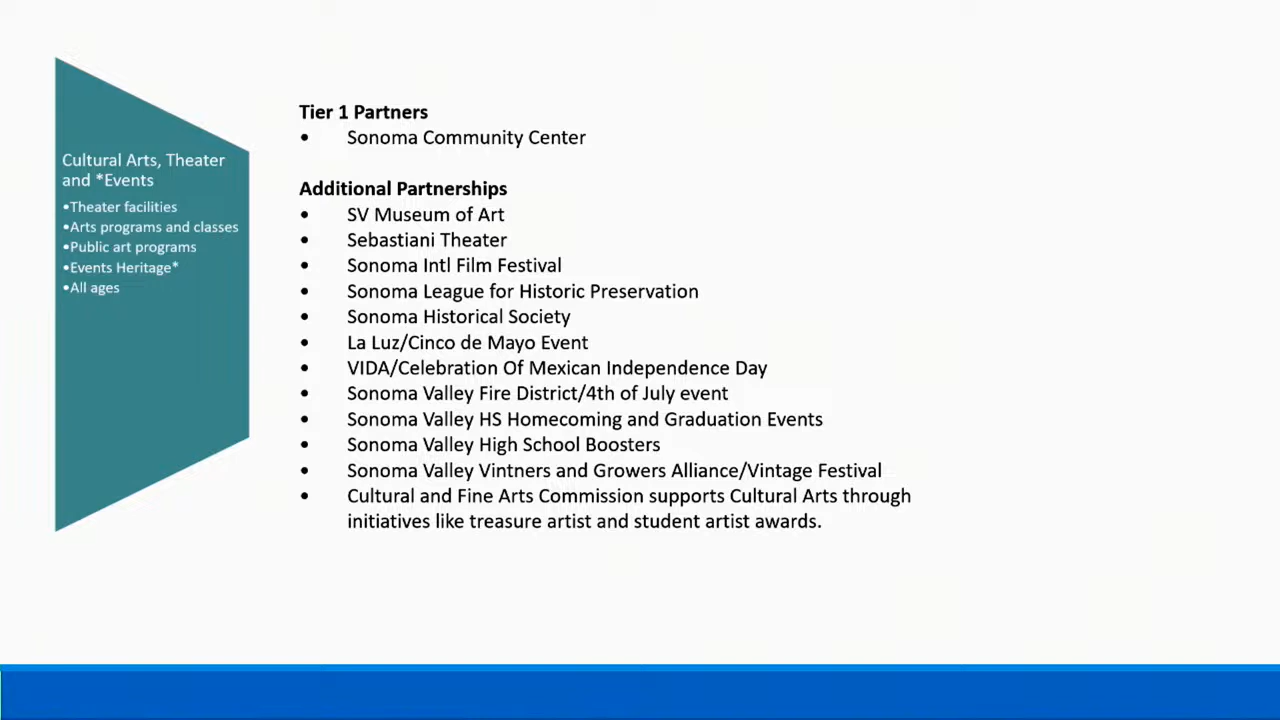 Cultural Arts, Theater
and *Events
•Theater facilities
•Arts programs and classes
•Public art programs
•Events Heritage*
•All ages
Tier 1 Partners
• Sonoma Community Center
Additional Partnerships
• SV Museum of Art
• Sebastiani Theater
• Sonoma Intl Film Festival
• Sonoma League for Historic Preservation
• Sonoma Historical Society
• La Luz/Cinco de Mayo Event
• VIDA/Celebration Of Mexican Independence Day
• Sonoma Valley Fire District/4th of July event
• Sonoma Valley HS Homecoming and Graduation Events
• Sonoma Valley High School Boosters
• Sonoma Valley Vintners and Growers Alliance/Vintage Festival
• Cultural and Fine Arts Commission supports Cultural Arts through
initiatives like treasure artist and student artist awards.